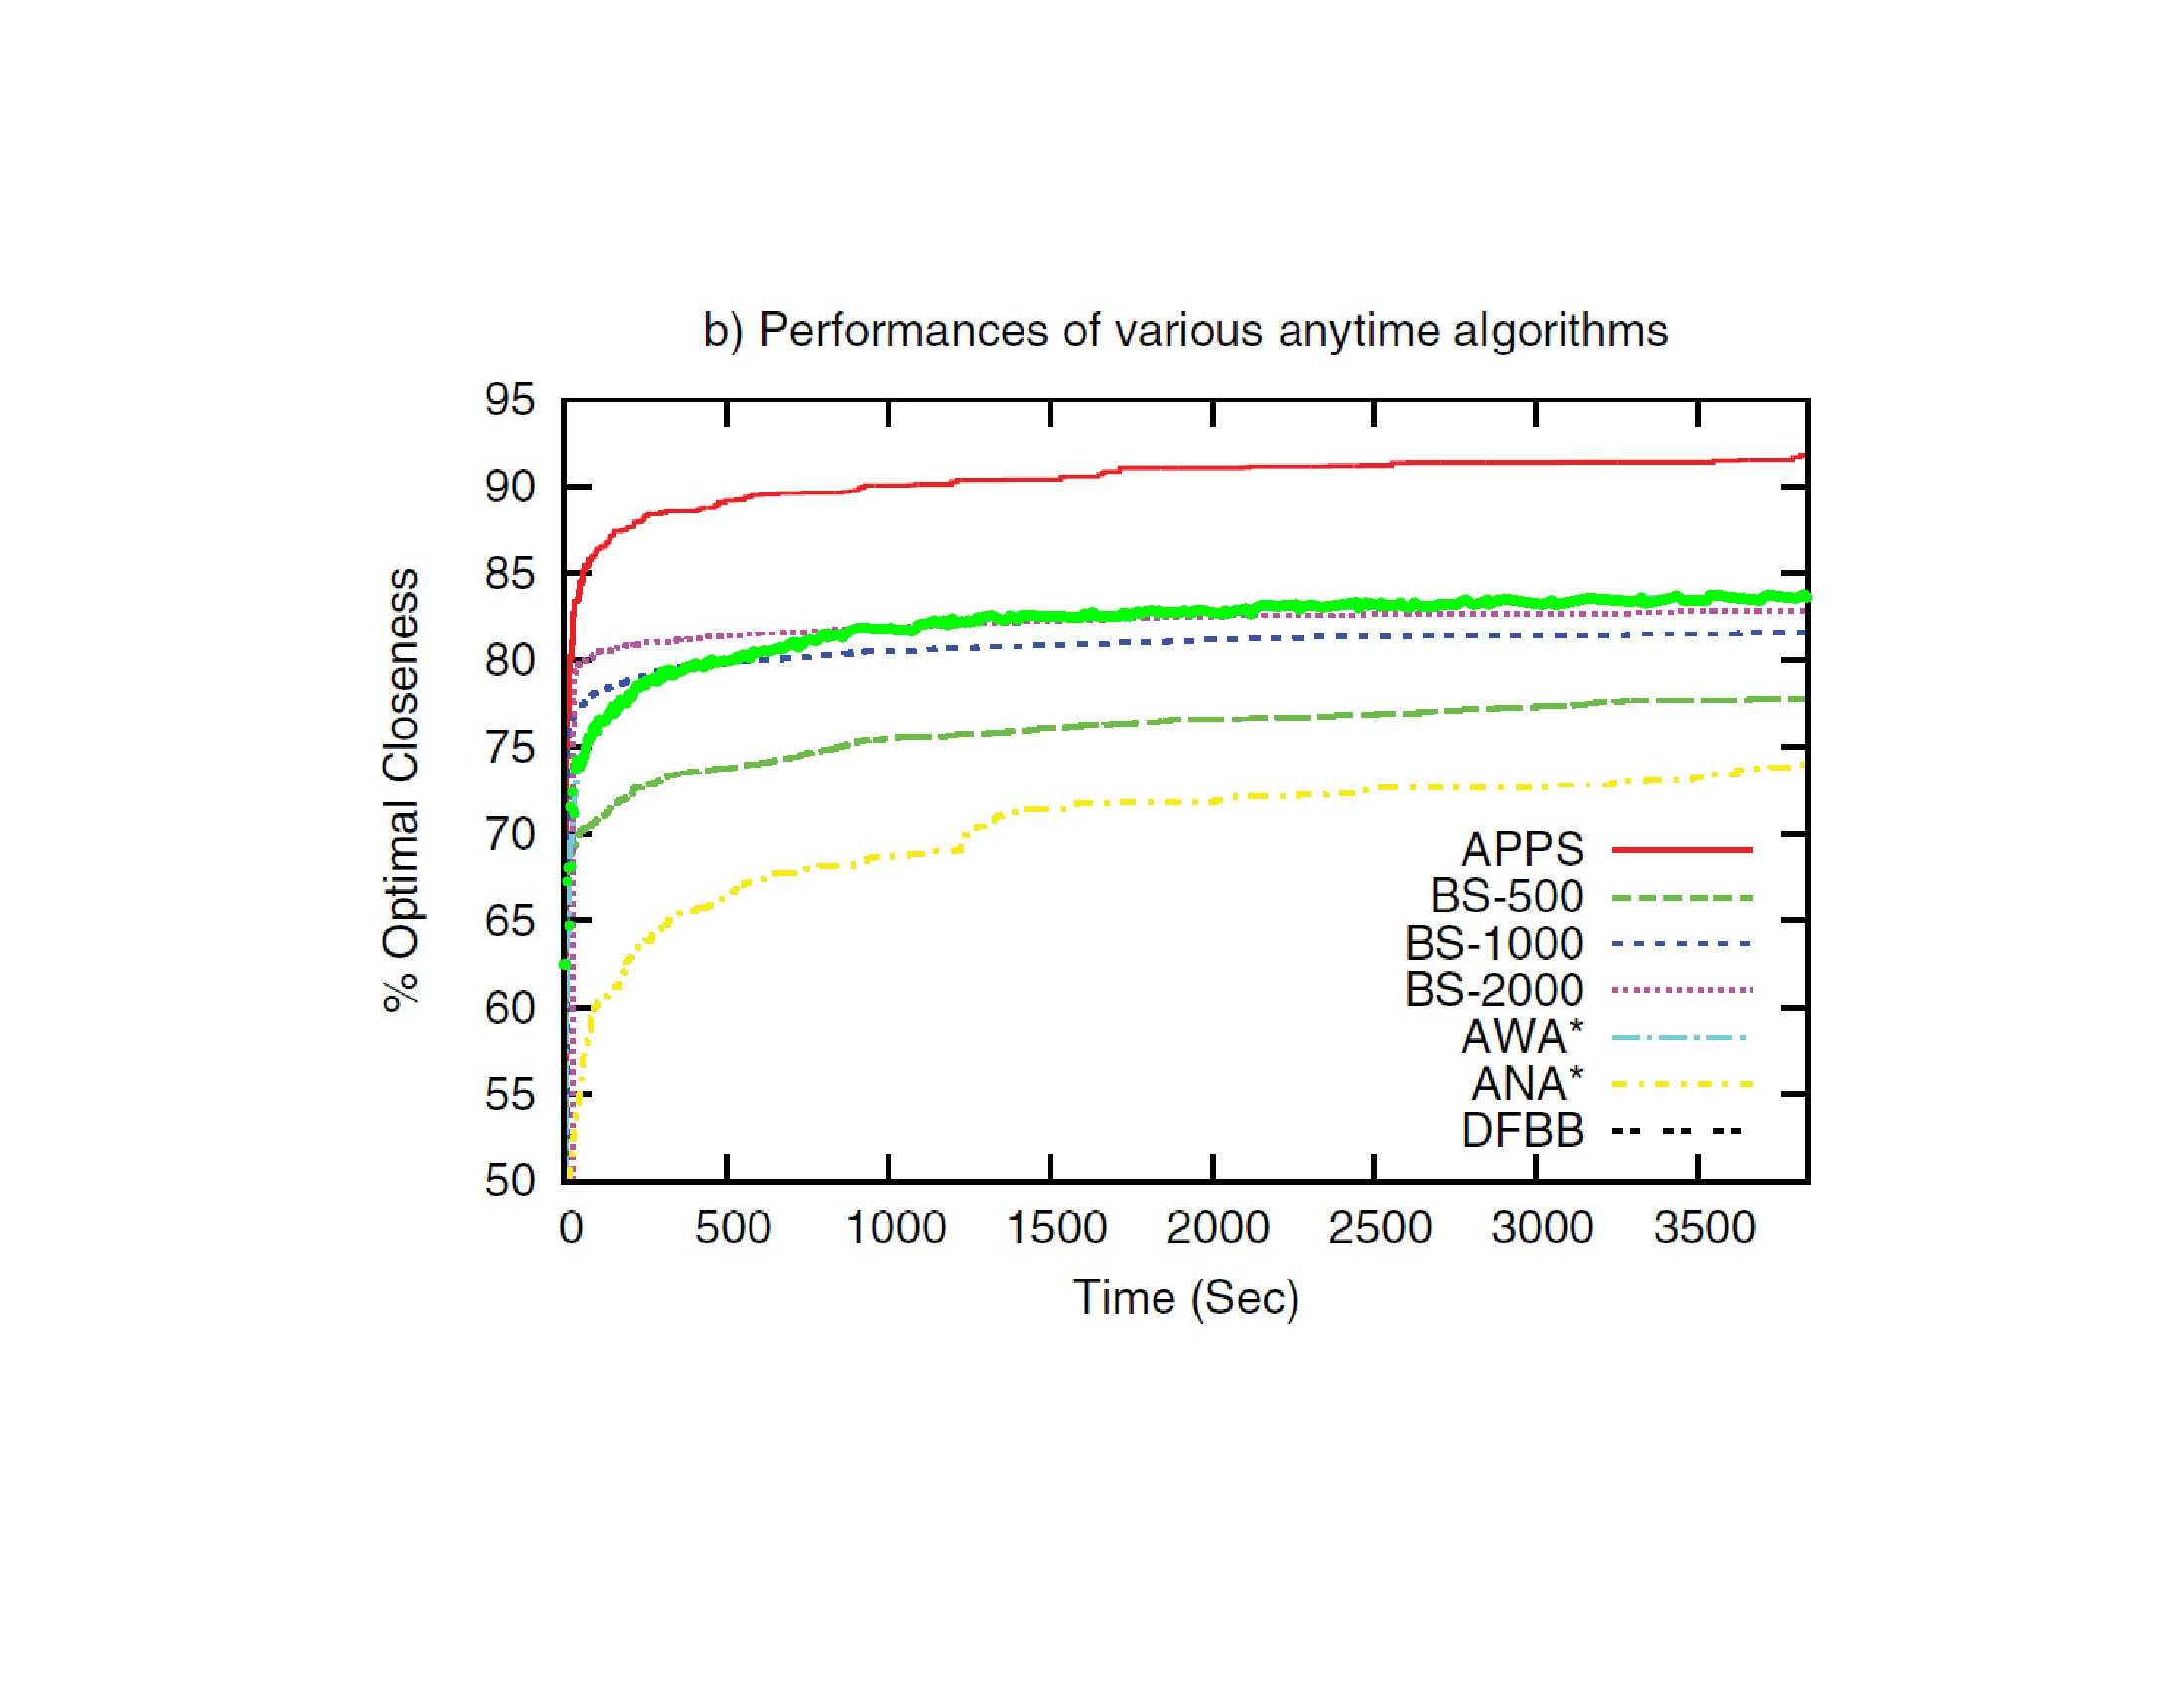 b) Performances of various anytime algorithms
95
90
85
80
75
70
65
60
55
50
% Optimal Closeness
APPS
BS-500
BS-1000
BS-2000
AWA*
ANA*
DFBB
0 500 1000 1500 2000 2500 3000 3500
Time (Sec)